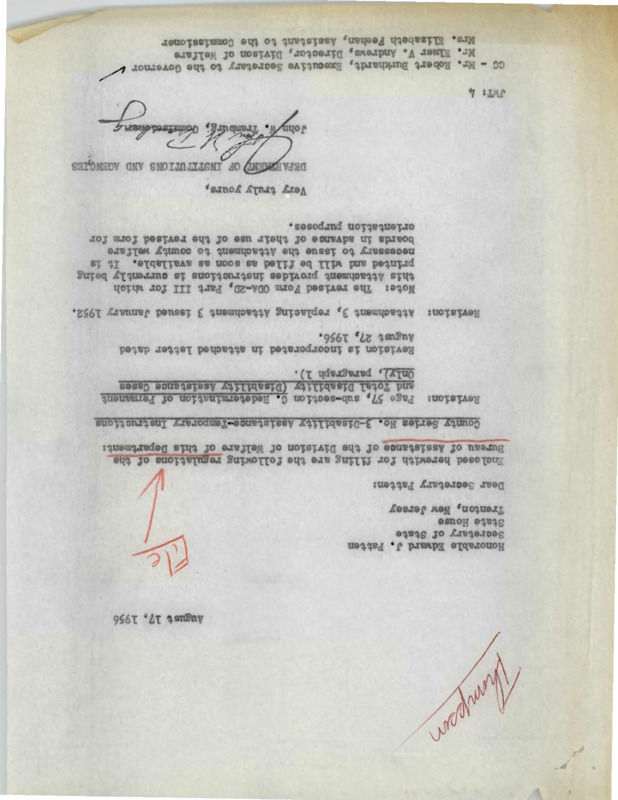 Thompson
August 17, 1956
File
Honorable Edward J. Patten
Secretary of State
State House
Trenton, New Jersey
Dear Secretary Patten:
Enclosed herewith for filing are the following regulations of the
Bureau of Assistance of the Division of Welfare of this Department:
County Series No. 3-Disability Assistance-Temporary Instructions
Revision: Page 57, sub-section C. Redetermination of Permanent
and Total Disability (Disability Assistance Cases
Only), paragraph 1).
Revision is incorporated in attached letter dated
August 27, 1956.
Revision: Attachment 3, replacing Attachment 3 issued January 1952.
Note: The revised Form ODA-20, Part III for which
this Attachment provides instructions is currently being
printed and will be filed as soon as available. It is
necessary to issue the Attachment to county welfare
boards in advance of their use of the revised form for
orientation purposes.
Very truly yours,
DEPARTMENT OF INSTITUTIONS AND AGENCIES
John W. Tramburg, Commissioner
JWT: 4
CC - Mr. Robert Burkhardt, Executive Secretary to the Governor
Mr. Elmer V. Andrews, Director, Division of Welfare
Mrs. Elizabeth Feehan, Assistant to the Commissioner